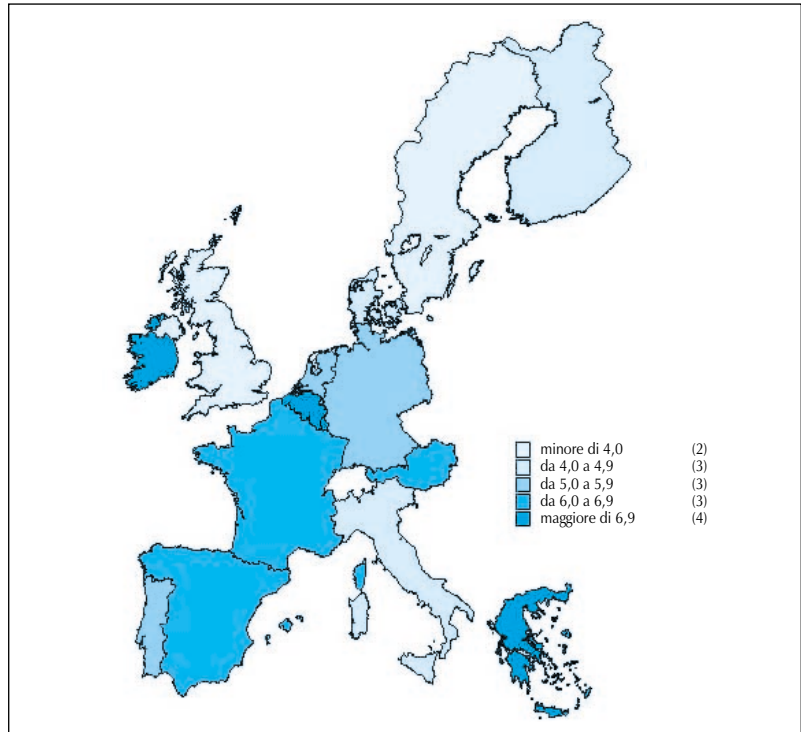 minore di 4,0 (2)
da 4,0 a 4,9 (3)
da 5,0 a 5,9 (3)
da 6,0 a 6,9 (3)
maggiore di 6,9 (4)